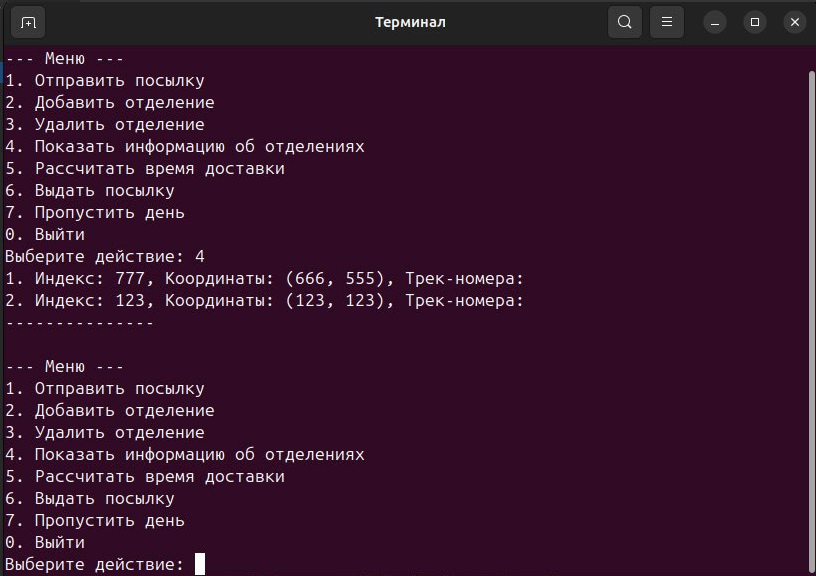 Терминал
--- Меню ---
1. Отправить посылку
2. Добавить отделение
3. Удалить отделение
4. Показать информацию об отделениях
5. Рассчитать время доставки
6. Выдать посылку
7. Пропустить день
0. Выйти
Выберите действие: 4
1. Индекс: 777, Координаты: (666, 555), Трек-номера:
2. Индекс: 123, Координаты: (123, 123), Трек-номера:
---------------
--- Меню ---
1. Отправить посылку
2. Добавить отделение
3. Удалить отделение
4. Показать информацию об отделениях
5. Рассчитать время доставки
6. Выдать посылку
7. Пропустить день
0. Выйти
Выберите действие: